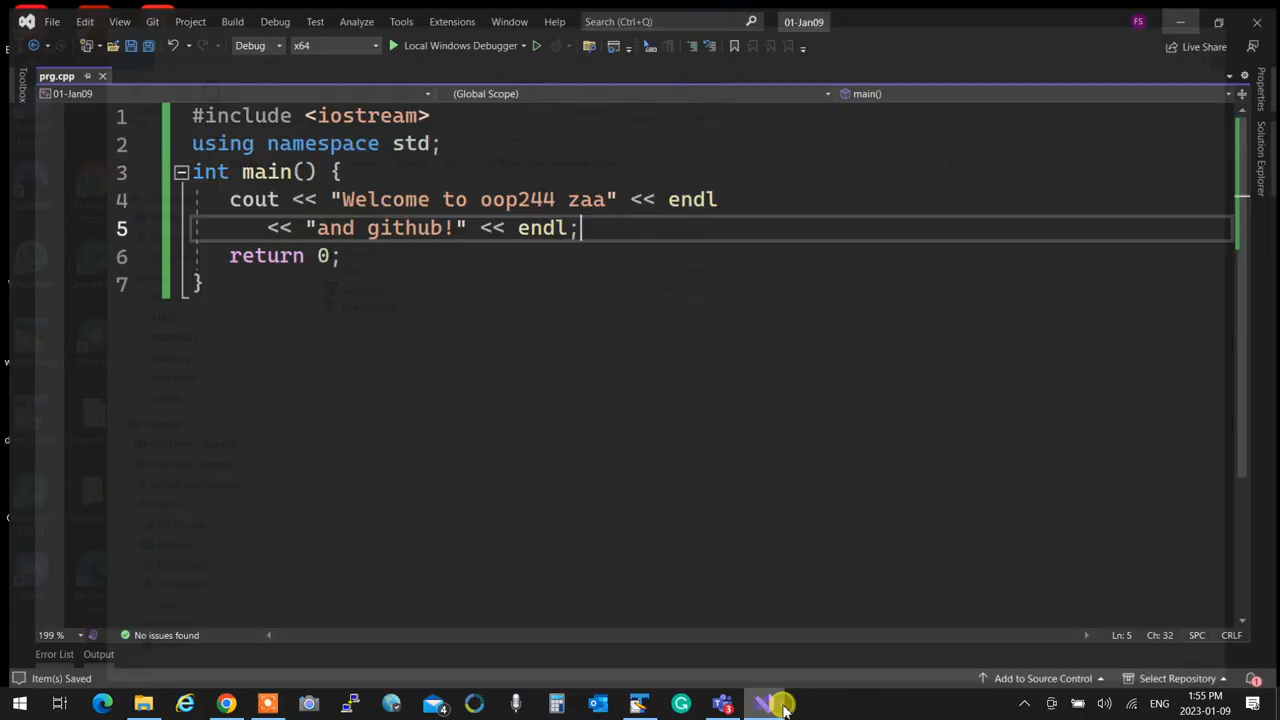 File Edit View Git Project Build Debug Test Analyze Tools Extensions Window Help Search (Ctrl+Q) 01-Jan09 FS
Debug x64 Local Windows Debugger Live Share
prg.cpp
01-Jan09 (Global Scope) main()
Toolbox
Properties
Solution Explorer
1 #include <iostream>
2 using namespace std;
3 int main() {
4 cout << "Welcome to oop244 zaa" << endl
5 << "and github!" << endl;
6 return 0;
7 }
199 % No issues found Ln: 5 Ch: 32 SPC CRLF
Error List Output
Item(s) Saved Add to Source Control Select Repository 1
4 3 ENG 1:55 PM
2023-01-09